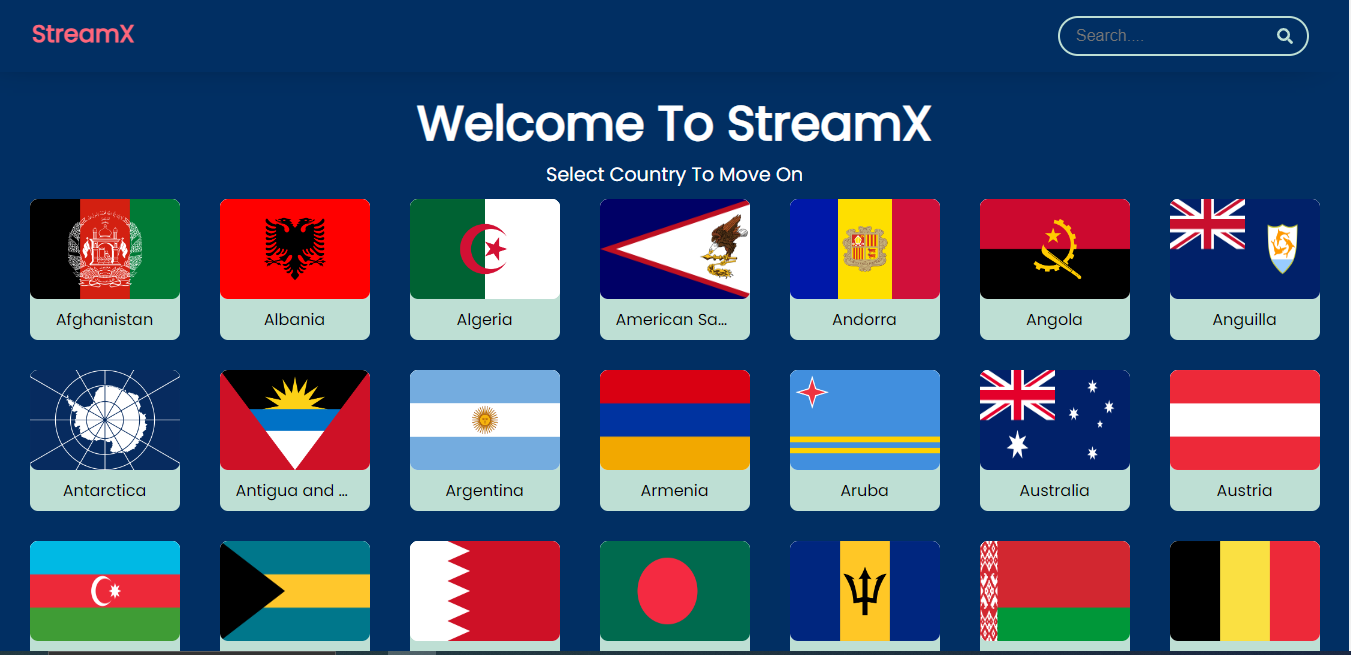 StreamX
Search....
Welcome To StreamX
Select Country To Move On
Afghanistan
Albania
Algeria
American Sa...
Andorra
Angola
Anguilla
Antarctica
Antigua and ...
Argentina
Armenia
Aruba
Australia
Austria